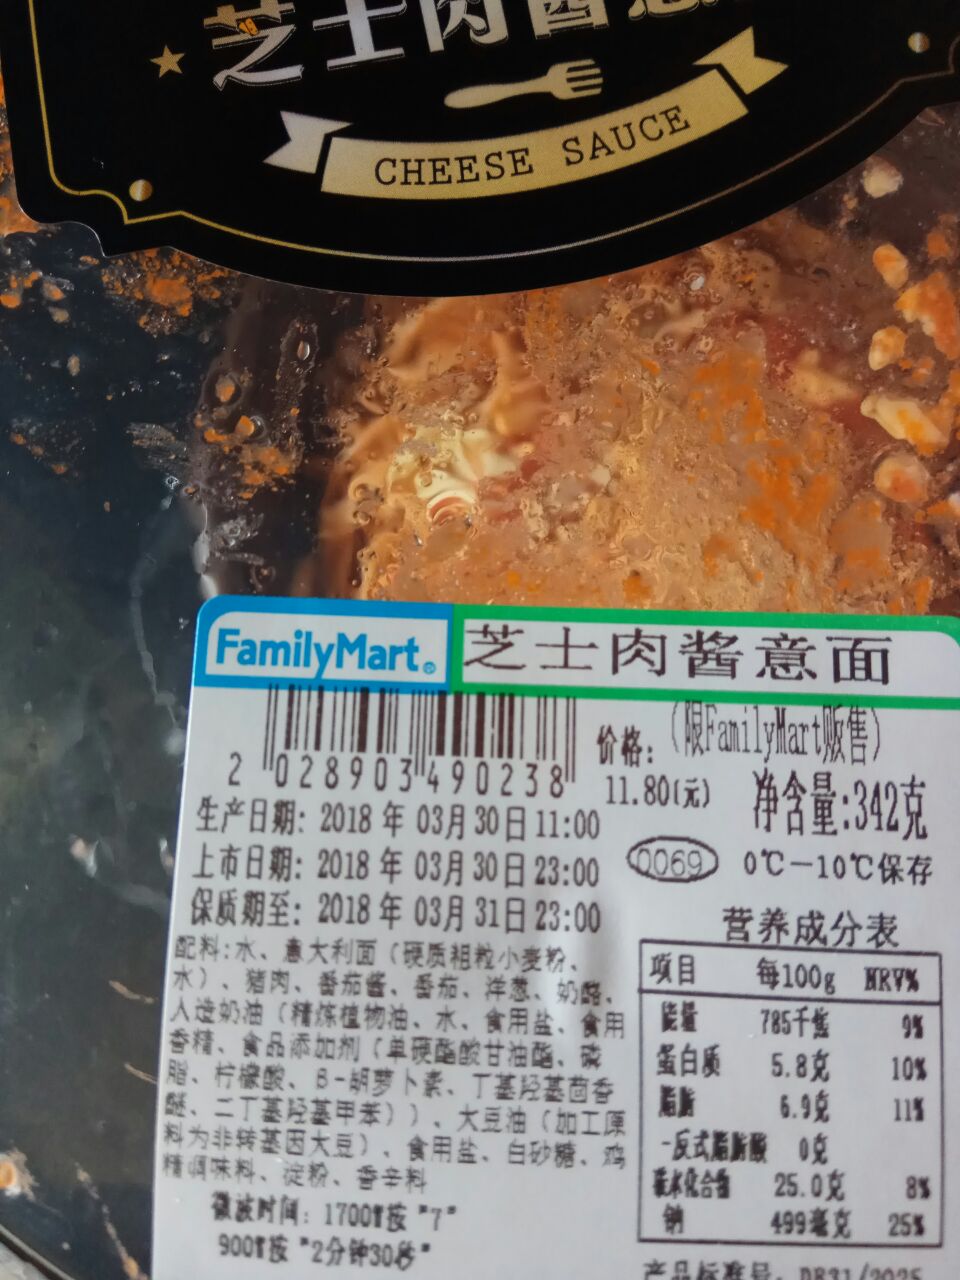 芝士肉酱意
CHEESE SAUCE
FamilyMart
芝士肉酱意面
(限FamilyMart贩售)
价格:
11.80(元)
净含量:342克
2 028903 490238
生产日期: 2018 年 03月 30日 11:00
上市日期: 2018 年 03月 30日 23:00
保质期至: 2018 年 03月 31日 23:00
0069
0℃-10℃保存
配料:水、意大利面(硬质粗粒小麦粉、
水)、猪肉、番茄酱、番茄、洋葱、奶酪、
人造奶油(精炼植物油、水、食用盐、食用
香精、食品添加剂(单硬酯酸甘油酯、磷
脂、柠檬酸、B-胡萝卜素、丁基羟基茴香
醚、二丁基羟基甲苯))、大豆油(加工原
料为非转基因大豆)、食用盐、白砂糖、鸡
精调味料、淀粉、香辛料
微波时间: 1700W按 "7"
900W按 "2分钟30秒"
营养成分表
项目 每100g NRV%
能量 785千焦 9%
蛋白质 5.8克 10%
脂肪 6.9克 11%
-反式脂肪酸 0克
碳水化合物 25.0克 8%
钠 499毫克 25%
产品标准号: DB31/2025